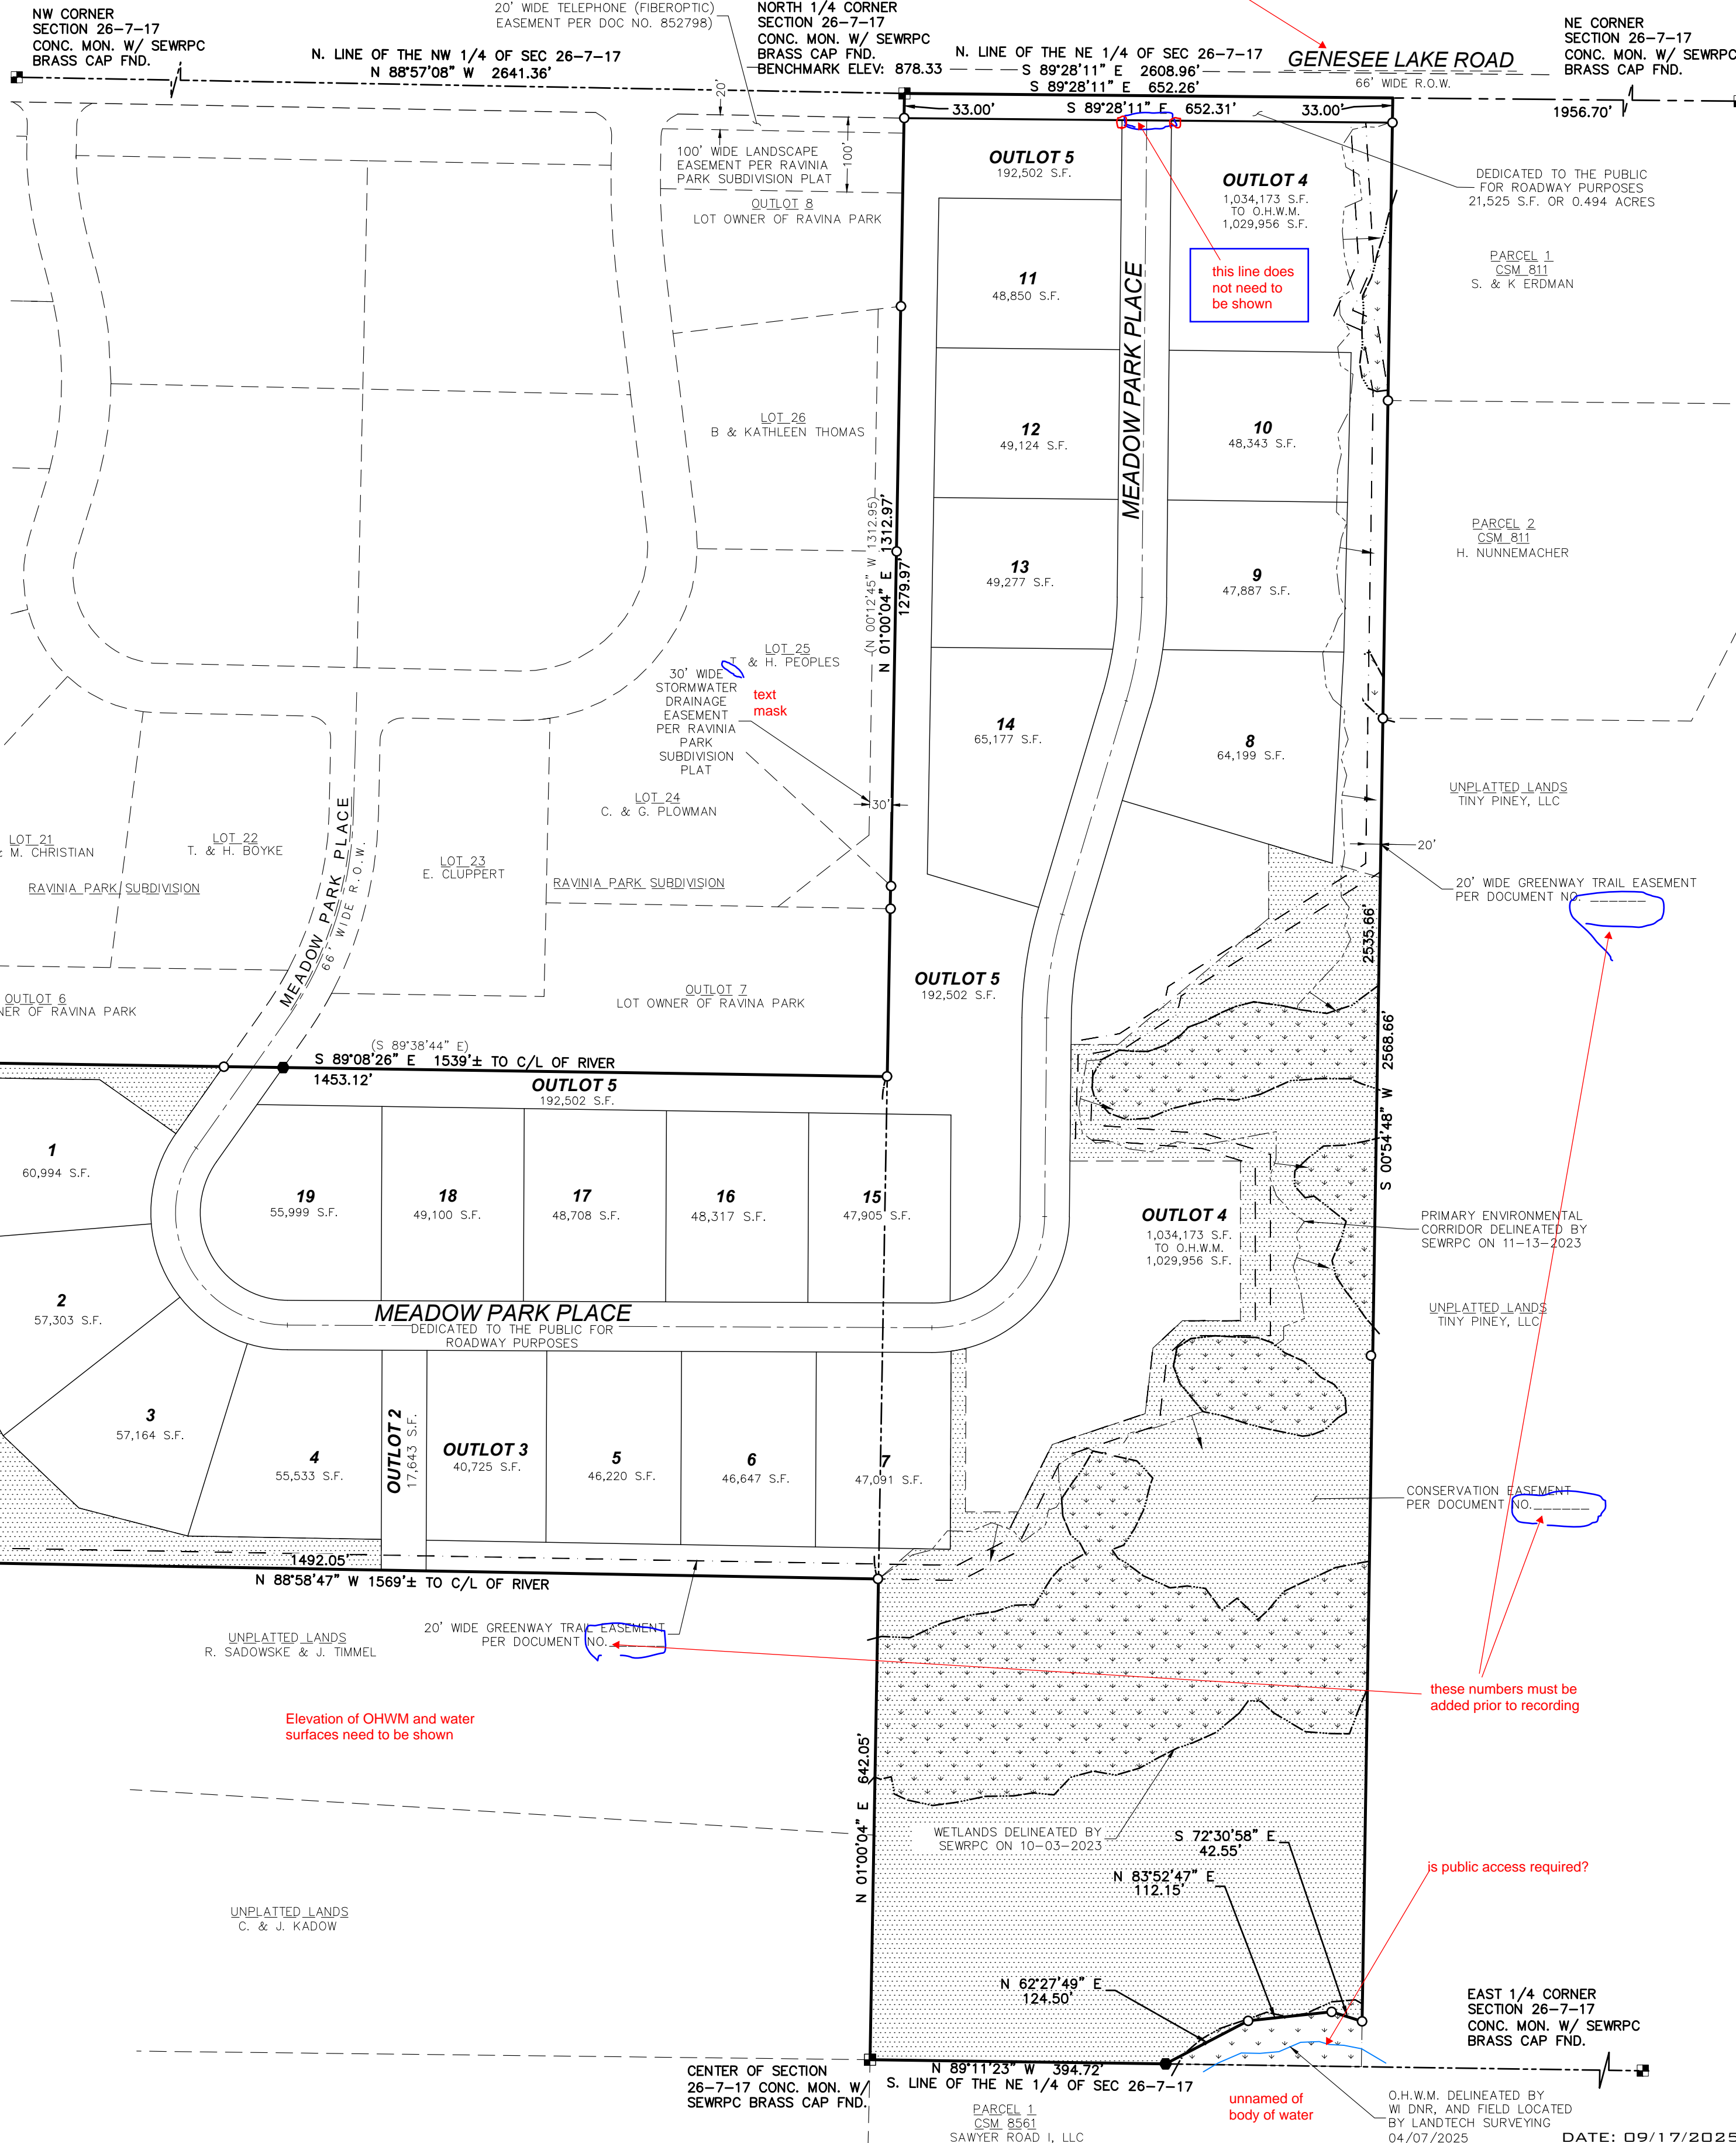 NW CORNER
SECTION 26-7-17
CONC. MON. W/ SEWRPC
BRASS CAP FND.
N. LINE OF THE NW 1/4 OF SEC 26-7-17
N 88°57'08" W 2641.36'
20' WIDE TELEPHONE (FIBEROPTIC)
EASEMENT PER DOC NO. 852798)
NORTH 1/4 CORNER
SECTION 26-7-17
CONC. MON. W/ SEWRPC
BRASS CAP FND.
BENCHMARK ELEV: 878.33
N. LINE OF THE NE 1/4 OF SEC 26-7-17
S 89°28'11" E 2608.96'
S 89°28'11" E 652.26'
GENESEE LAKE ROAD
66' WIDE R.O.W.
NE CORNER
SECTION 26-7-17
CONC. MON. W/ SEWRPC
BRASS CAP FND.
1956.70'
33.00'
S 89°28'11" E 652.31'
33.00'
20'
100'
100' WIDE LANDSCAPE
EASEMENT PER RAVINIA
PARK SUBDIVISION PLAT
OUTLOT 8
LOT OWNER OF RAVINA PARK
OUTLOT 5
192,502 S.F.
OUTLOT 4
1,034,173 S.F.
TO O.H.W.M.
1,029,956 S.F.
DEDICATED TO THE PUBLIC
FOR ROADWAY PURPOSES
21,525 S.F. OR 0.494 ACRES
this line does
not need to
be shown
PARCEL 1
CSM 811
S. & K ERDMAN
11
48,850 S.F.
MEADOW PARK PLACE
LOT 26
B & KATHLEEN THOMAS
12
49,124 S.F.
10
48,343 S.F.
(N 00°12'45" W 1312.95)
N 01°00'04" E 1312.97'
1279.97'
PARCEL 2
CSM 811
H. NUNNEMACHER
13
49,277 S.F.
9
47,887 S.F.
LOT 25
T. & H. PEOPLES
30' WIDE
STORMWATER
DRAINAGE
EASEMENT
PER RAVINIA
PARK
SUBDIVISION
PLAT
text
mask
14
65,177 S.F.
8
64,199 S.F.
LOT 24
C. & G. PLOWMAN
30'
UNPLATTED LANDS
TINY PINEY, LLC
20'
LOT 21
& M. CHRISTIAN
LOT 22
T. & H. BOYKE
MEADOW PARK PLACE
66' WIDE R.O.W.
LOT 23
E. CLUPPERT
RAVINIA PARK SUBDIVISION
RAVINIA PARK SUBDIVISION
20' WIDE GREENWAY TRAIL EASEMENT
PER DOCUMENT NO. ______
2535.66'
OUTLOT 5
192,502 S.F.
OUTLOT 6
NER OF RAVINA PARK
OUTLOT 7
LOT OWNER OF RAVINA PARK
(S 89°38'44" E)
S 89°08'26" E 1539'± TO C/L OF RIVER
1453.12'
OUTLOT 5
192,502 S.F.
S 00°54'48" W 2568.66'
1
60,994 S.F.
19
55,999 S.F.
18
49,100 S.F.
17
48,708 S.F.
16
48,317 S.F.
15
47,905 S.F.
OUTLOT 4
1,034,173 S.F.
TO O.H.W.M.
1,029,956 S.F.
PRIMARY ENVIRONMENTAL
CORRIDOR DELINEATED BY
SEWRPC ON 11-13-2023
2
57,303 S.F.
MEADOW PARK PLACE
DEDICATED TO THE PUBLIC FOR
ROADWAY PURPOSES
UNPLATTED LANDS
TINY PINEY, LLC
3
57,164 S.F.
4
55,533 S.F.
OUTLOT 2
17,643 S.F.
OUTLOT 3
40,725 S.F.
5
46,220 S.F.
6
46,647 S.F.
7
47,091 S.F.
CONSERVATION EASEMENT
PER DOCUMENT NO.______
1492.05'
N 88°58'47" W 1569'± TO C/L OF RIVER
UNPLATTED LANDS
R. SADOWSKE & J. TIMMEL
20' WIDE GREENWAY TRAIL EASEMENT
PER DOCUMENT NO.______
these numbers must be
added prior to recording
Elevation of OHWM and water
surfaces need to be shown
N 01°00'04" E 642.05'
WETLANDS DELINEATED BY
SEWRPC ON 10-03-2023
S 72°30'58" E
42.55'
N 83°52'47" E
112.15'
is public access required?
UNPLATTED LANDS
C. & J. KADOW
N 62°27'49" E
124.50'
EAST 1/4 CORNER
SECTION 26-7-17
CONC. MON. W/ SEWRPC
BRASS CAP FND.
CENTER OF SECTION
26-7-17 CONC. MON. W/
SEWRPC BRASS CAP FND.
N 89°11'23" W 394.72'
S. LINE OF THE NE 1/4 OF SEC 26-7-17
PARCEL 1
CSM 8561
SAWYER ROAD I, LLC
unnamed of
body of water
O.H.W.M. DELINEATED BY
WI DNR, AND FIELD LOCATED
BY LANDTECH SURVEYING
04/07/2025
DATE: 09/17/2025